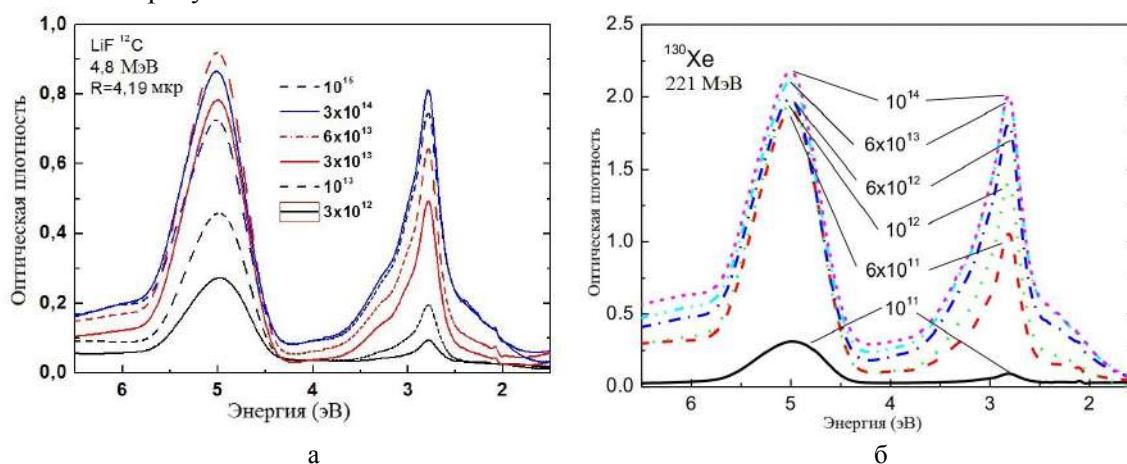 1,0
0,8
0,6
0,4
0,2
0,0
6
5
4
3
2
Оптическая плотность
Энергия (эВ)
LiF ¹²C
4,8 МэВ
R=4,19 мкр
10¹⁵
3x10¹⁴
6x10¹³
3x10¹³
10¹³
3x10¹²
а
2.5
2.0
1.5
1.0
0.5
0.0
6
5
4
3
2
Оптическая плотность
Энергия (эВ)
¹³⁰Xe
221 МэВ
10¹⁴
6x10¹³
6x10¹²
10¹²
6x10¹¹
10¹¹
б